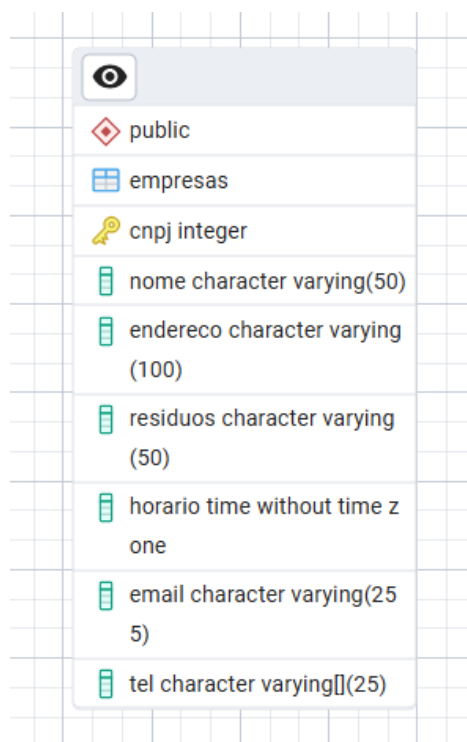 public
empresas
cnpj integer
nome character varying(50)
endereco character varying
(100)
residuos character varying
(50)
horario time without time z
one
email character varying(25
5)
tel character varying[](25)